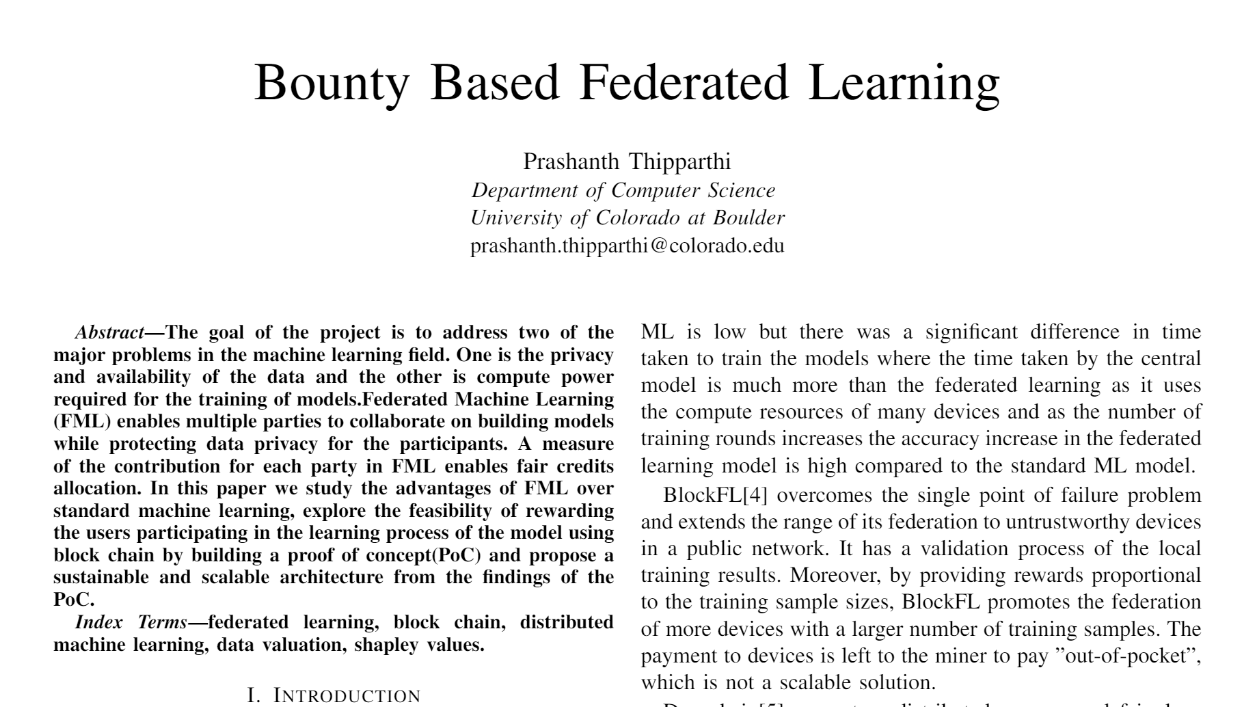 Bounty Based Federated Learning
Prashanth Thipparthi
Department of Computer Science
University of Colorado at Boulder
prashanth.thipparthi@colorado.edu
Abstract—The goal of the project is to address two of the
major problems in the machine learning field. One is the privacy
and availability of the data and the other is compute power
required for the training of models.Federated Machine Learning
(FML) enables multiple parties to collaborate on building models
while protecting data privacy for the participants. A measure
of the contribution for each party in FML enables fair credits
allocation. In this paper we study the advantages of FML over
standard machine learning, explore the feasibility of rewarding
the users participating in the learning process of the model using
block chain by building a proof of concept(PoC) and propose a
sustainable and scalable architecture from the findings of the
PoC.
Index Terms—federated learning, block chain, distributed
machine learning, data valuation, shapley values.
I. INTRODUCTION
ML is low but there was a significant difference in time
taken to train the models where the time taken by the central
model is much more than the federated learning as it uses
the compute resources of many devices and as the number of
training rounds increases the accuracy increase in the federated
learning model is high compared to the standard ML model.
BlockFL[4] overcomes the single point of failure problem
and extends the range of its federation to untrustworthy devices
in a public network. It has a validation process of the local
training results. Moreover, by providing rewards proportional
to the training sample sizes, BlockFL promotes the federation
of more devices with a larger number of training samples. The
payment to devices is left to the miner to pay ”out-of-pocket”,
which is not a scalable solution.